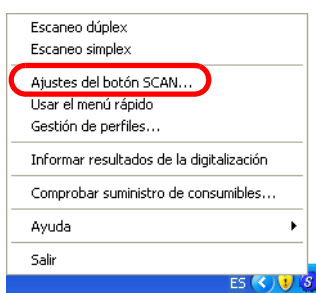 Escaneo dúplex
Escaneo simplex
Ajustes del botón SCAN...
Usar el menú rápido
Gestión de perfiles...
Informar resultados de la digitalización
Comprobar suministro de consumibles...
Ayuda
Salir
ES
S